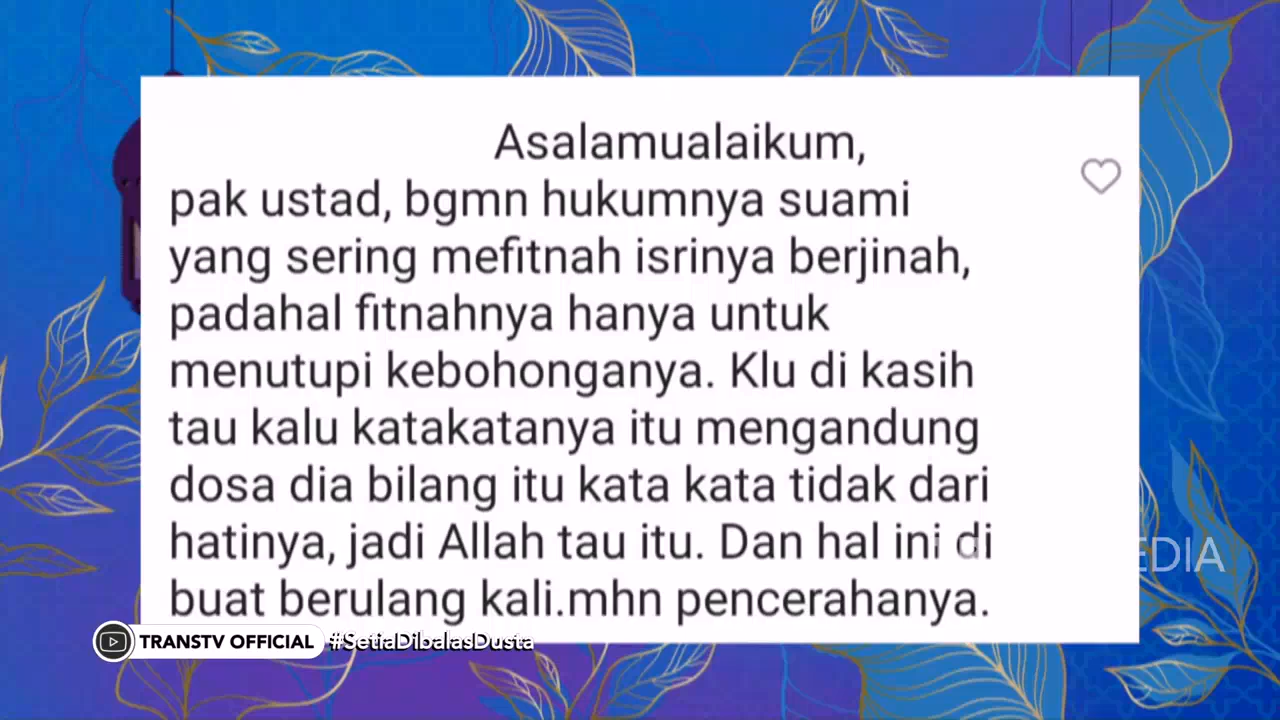 Asalamualaikum,
pak ustad, bgmn hukumnya suami
yang sering mefitnah isrinya berjinah,
padahal fitnahnya hanya untuk
menutupi kebohonganya. Klu di kasih
tau kalu katakatanya itu mengandung
dosa dia bilang itu kata kata tidak dari
hatinya, jadi Allah tau itu. Dan hal ini di
buat berulang kali.mhn pencerahanya.
TRANSTV OFFICIAL #SetiaDibalasDusta